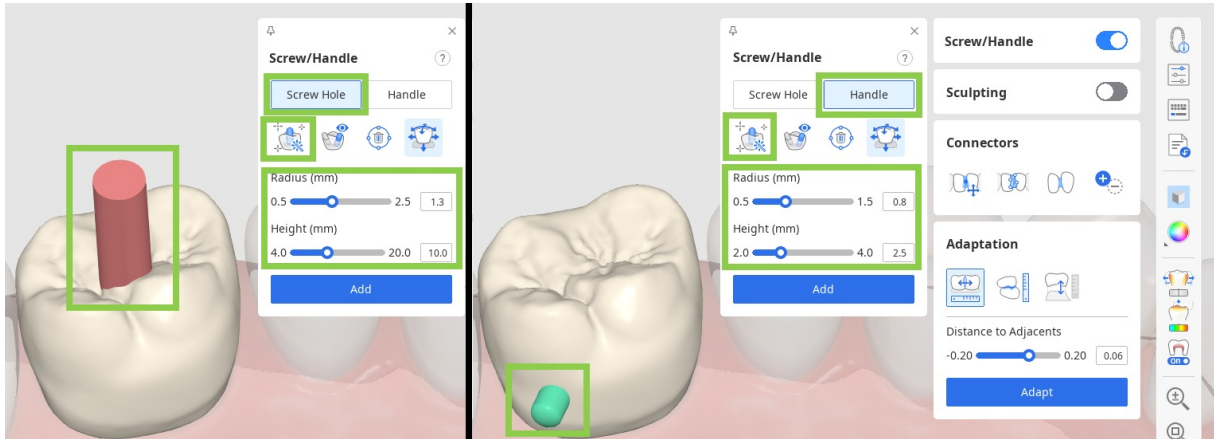 Screw/Handle
?
Screw Hole
Handle
Radius (mm)
0.5
2.5
1.3
Height (mm)
4.0
20.0
10.0
Add
Screw/Handle
?
Screw Hole
Handle
Radius (mm)
0.5
1.5
0.8
Height (mm)
2.0
4.0
2.5
Add
Screw/Handle
Sculpting
Connectors
Adaptation
Distance to Adjacents
-0.20
0.20
0.06
Adapt
ON